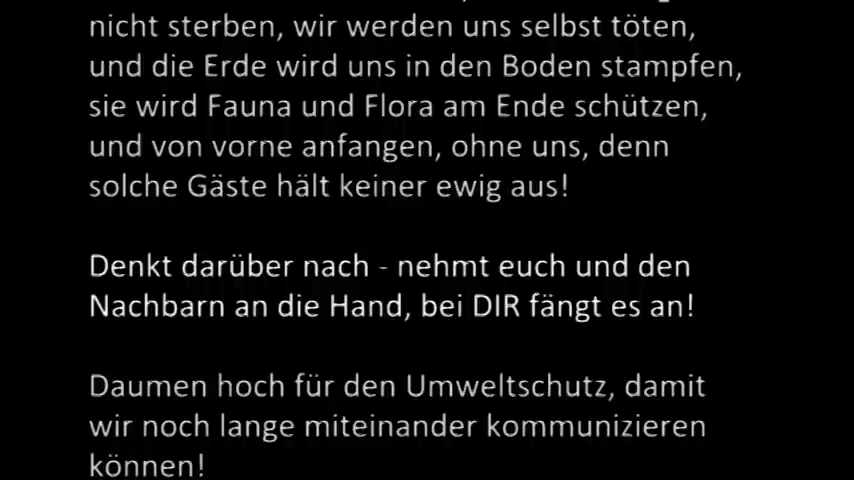 nicht sterben, wir werden uns selbst töten,
und die Erde wird uns in den Boden stampfen,
sie wird Fauna und Flora am Ende schützen,
und von vorne anfangen, ohne uns, denn
solche Gäste hält keiner ewig aus!
Denkt darüber nach - nehmt euch und den
Nachbarn an die Hand, bei DIR fängt es an!
Daumen hoch für den Umweltschutz, damit
wir noch lange miteinander kommunizieren
können!